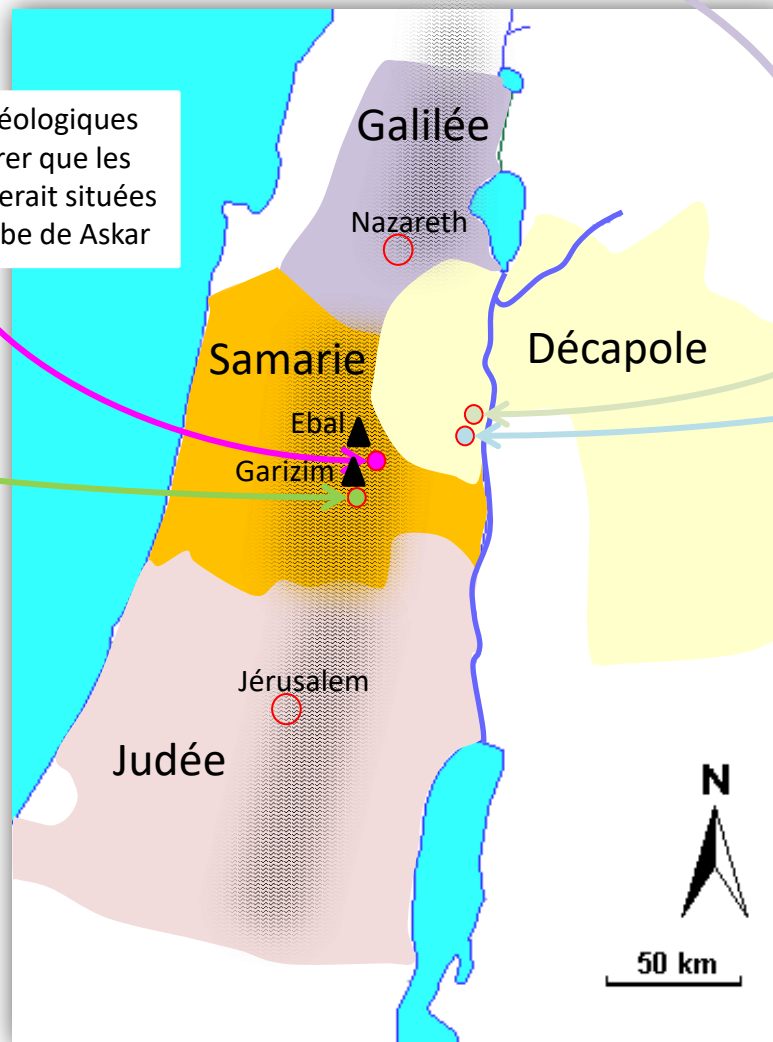 éologiques
rer que les
erait situées
be de Askar
Galilée
Nazareth
Samarie
Décapole
Ebal
Garizim
Jérusalem
Judée
N
50 km